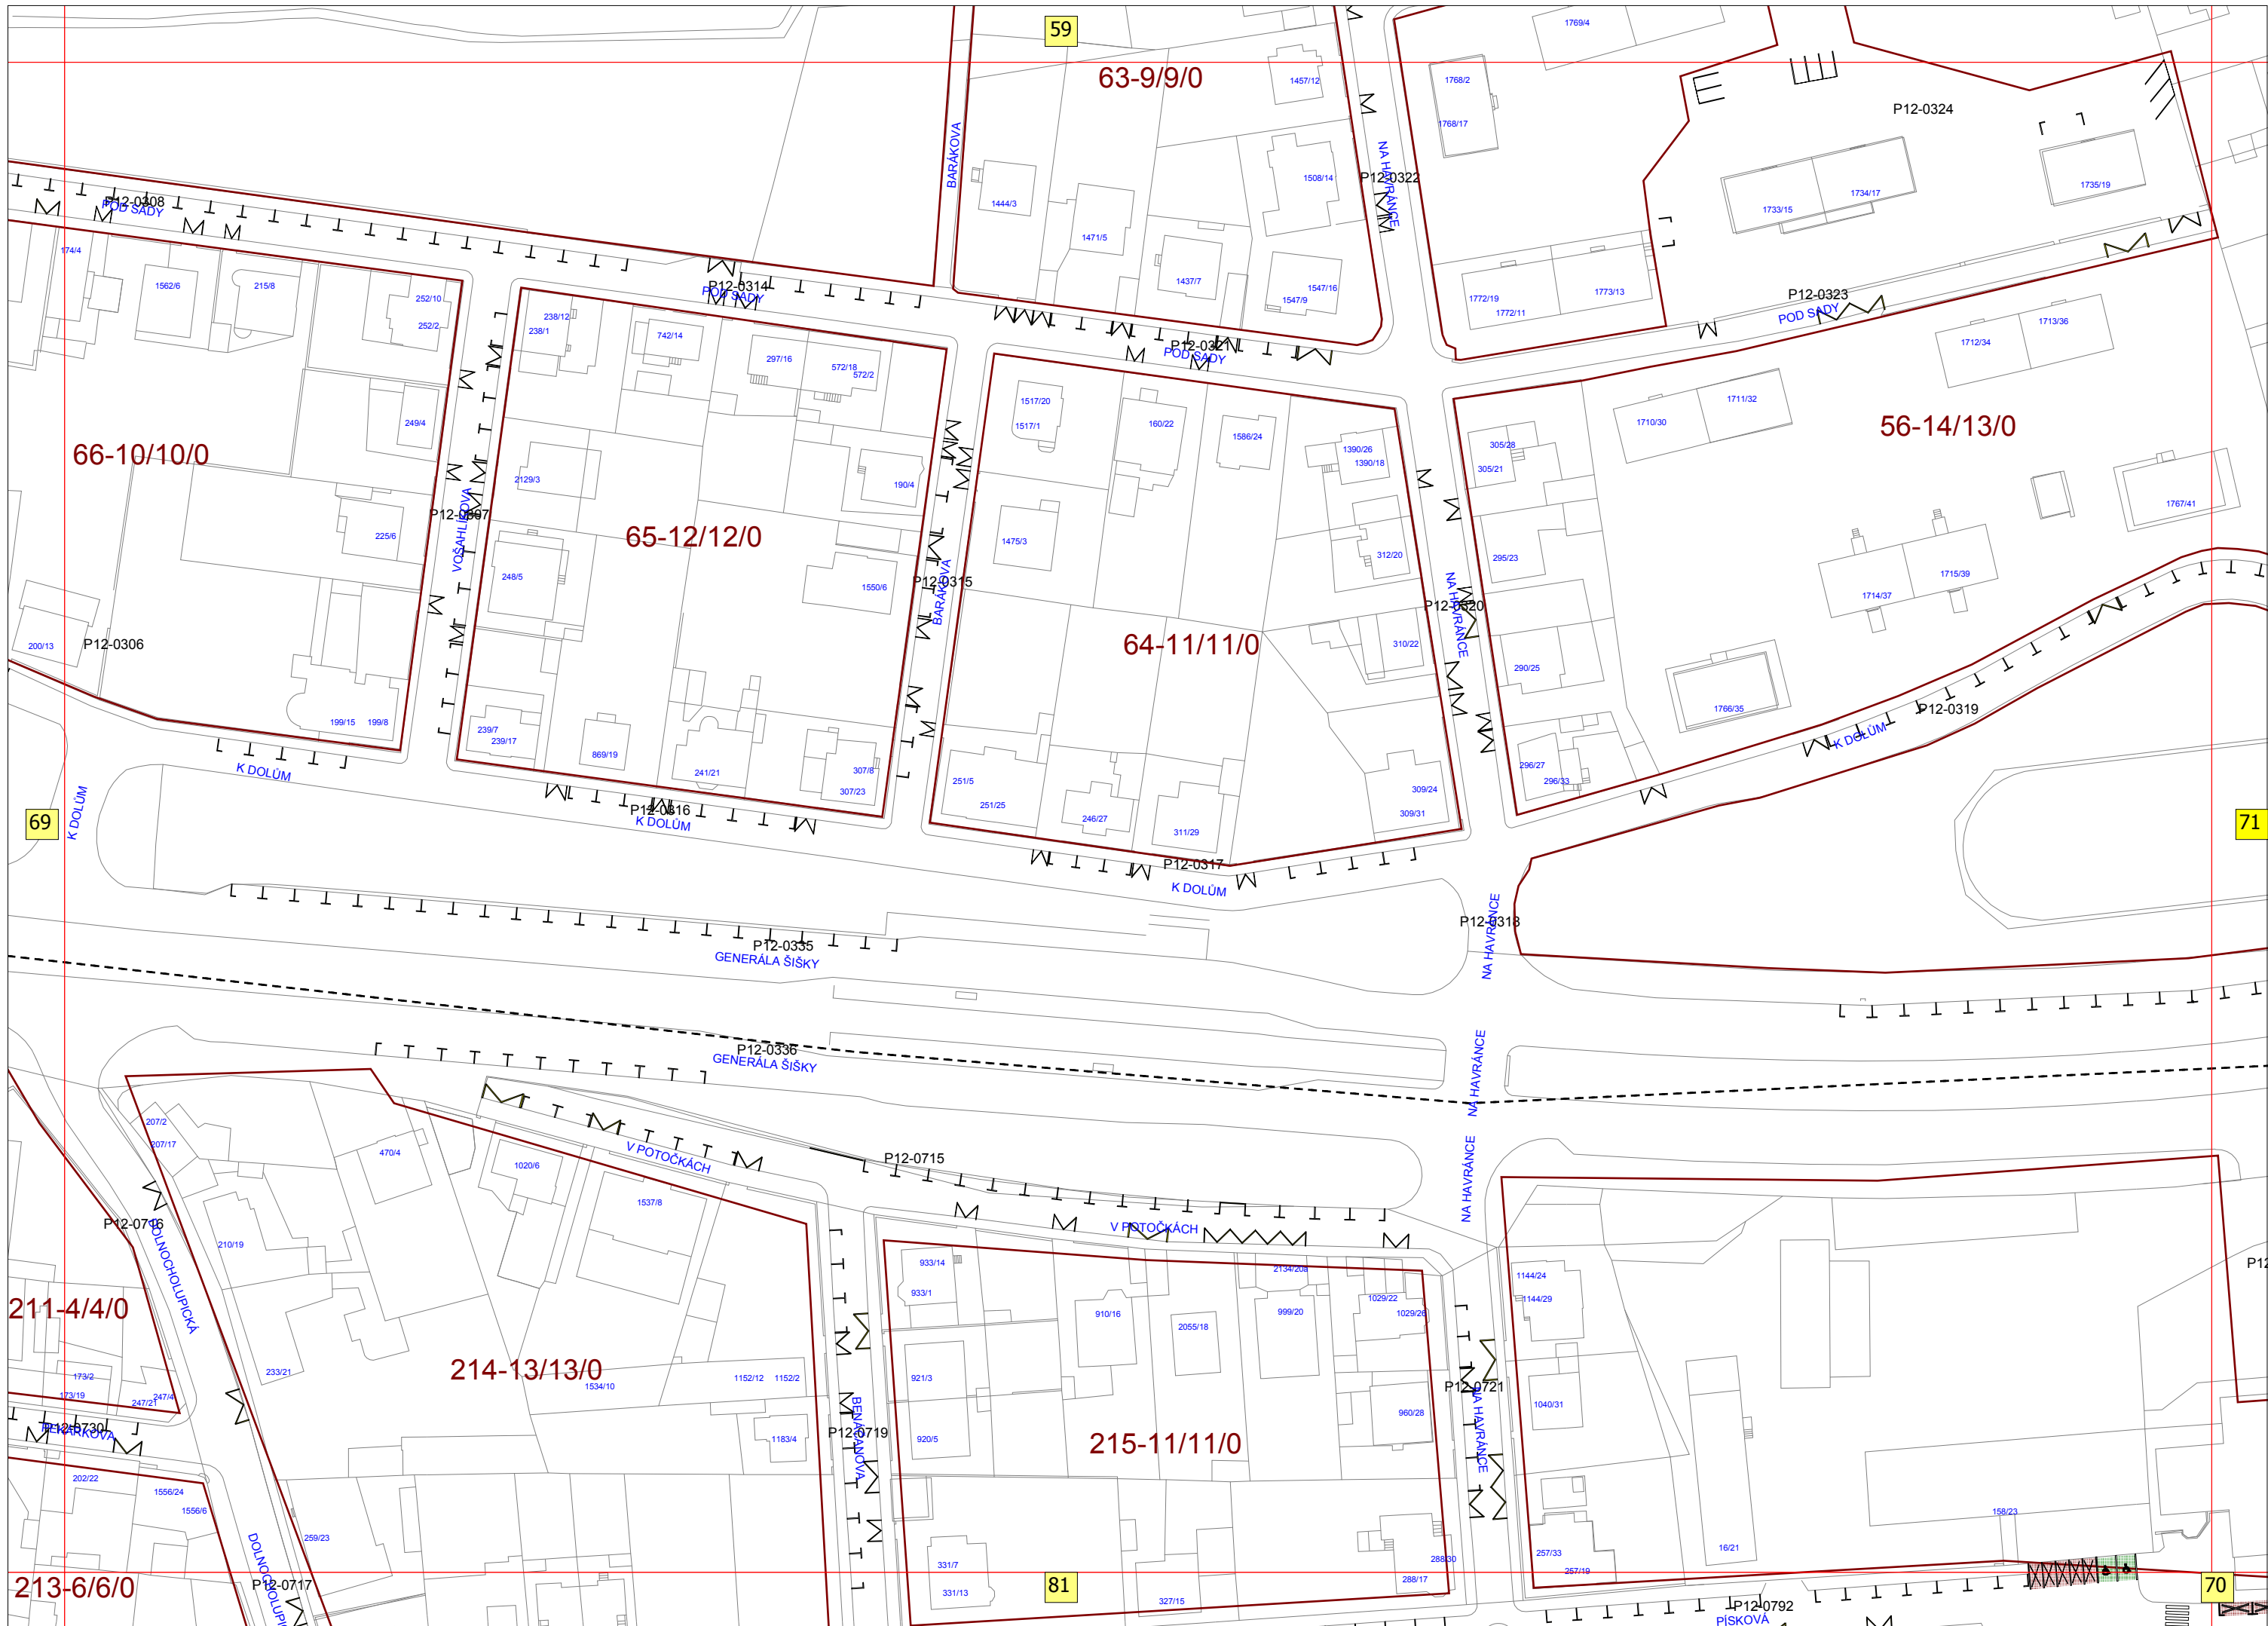 59
63-9/9/0
1769/4
1768/2
1768/17
1457/12
P12-0324
BARÁKOVA
NA HAVRÁNCE
P12-0322
1508/14
1444/3
1471/5
1437/7
1547/16
1547/9
1733/15
1734/17
1735/19
P12-0308
POD SADY
174/4
1562/6
215/8
252/10
252/2
P12-0314
POD SADY
1772/19
1772/11
1773/13
P12-0323
POD SADY
1713/36
1712/34
238/12
238/1
742/14
297/16
572/18
572/2
P12-0321
POD SADY
1517/20
1517/1
160/22
1586/24
1390/26
1390/18
305/28
305/21
1710/30
1711/32
56-14/13/0
249/4
66-10/10/0
2129/3
190/4
1767/41
P12-0307
VOŠAHLÍKOVA
225/6
65-12/12/0
1475/3
312/20
295/23
248/5
1550/6
P12-0315
BARÁKOVA
1715/39
1714/37
P12-0320
NA HAVRÁNCE
200/13
P12-0306
64-11/11/0
310/22
290/25
1766/35
P12-0319
K DOLŮM
199/15
199/8
239/7
239/17
869/19
241/21
307/8
307/23
251/5
251/25
246/27
311/29
309/24
309/31
296/27
296/33
K DOLŮM
69
K DOLŮM
P12-0316
K DOLŮM
71
P12-0317
K DOLŮM
P12-0318
NA HAVRÁNCE
P12-0335
GENERÁLA ŠIŠKY
P12-0336
GENERÁLA ŠIŠKY
NA HAVRÁNCE
207/2
207/17
470/4
1020/6
V POTOČKÁCH
P12-0715
NA HAVRÁNCE
1537/8
P12-0716
DOLNOCHOLUPICKÁ
210/19
V POTOČKÁCH
933/14
933/1
2134/20a
1144/24
1144/29
P12
211-4/4/0
910/16
2055/18
999/20
1029/22
1029/26
233/21
214-13/13/0
173/2
173/19
247/4
247/21
1534/10
1152/12
1152/2
921/3
P12-0721
NA HAVRÁNCE
1040/31
960/28
P12-0730
PEKAŘKOVA
1183/4
BENÁČANOVA
P12-0719
920/5
215-11/11/0
202/22
1556/24
1556/6
259/23
158/23
DOLNOCHOLUPI
331/7
331/13
288/30
288/17
257/33
257/19
16/21
213-6/6/0
P12-0717
81
327/15
70
P12-0792
PÍSKOVÁ